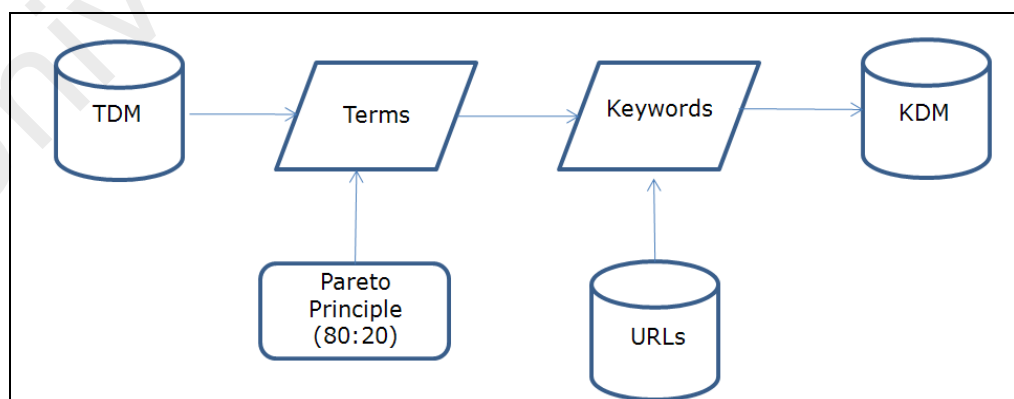 TDM
Terms
Keywords
KDM
Pareto
Principle
(80:20)
URLs